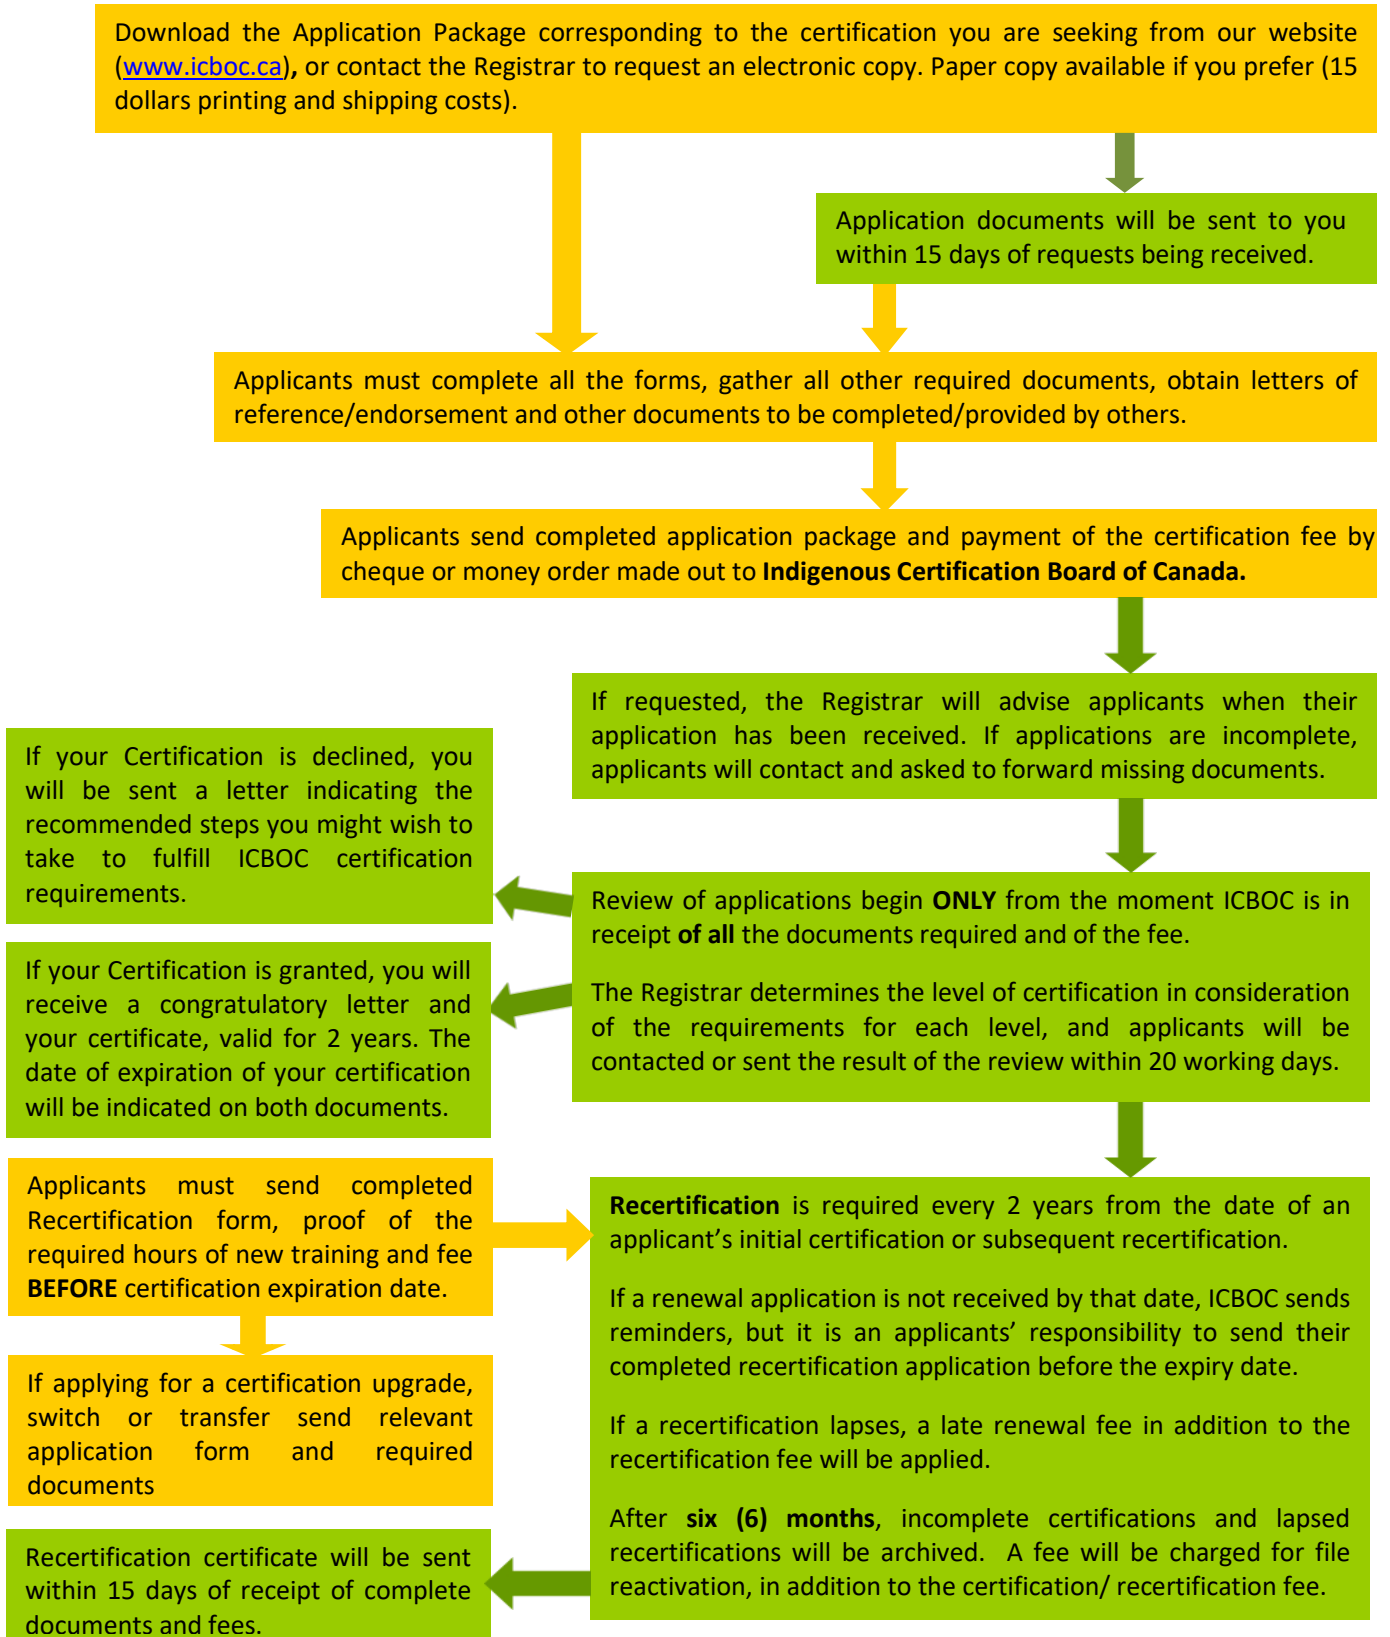 Download the Application Package corresponding to the certification you are seeking from our website
(www.icboc.ca), or contact the Registrar to request an electronic copy. Paper copy available if you prefer (15
dollars printing and shipping costs).
Application documents will be sent to you
within 15 days of requests being received.
Applicants must complete all the forms, gather all other required documents, obtain letters of
reference/endorsement and other documents to be completed/provided by others.
Applicants send completed application package and payment of the certification fee by
cheque or money order made out to Indigenous Certification Board of Canada.
If requested, the Registrar will advise applicants when their
application has been received. If applications are incomplete,
applicants will contact and asked to forward missing documents.
If your Certification is declined, you
will be sent a letter indicating the
recommended steps you might wish to
take to fulfill ICBOC certification
requirements.
Review of applications begin ONLY from the moment ICBOC is in
receipt of all the documents required and of the fee.
The Registrar determines the level of certification in consideration
of the requirements for each level, and applicants will be
contacted or sent the result of the review within 20 working days.
If your Certification is granted, you will
receive a congratulatory letter and
your certificate, valid for 2 years. The
date of expiration of your certification
will be indicated on both documents.
Applicants must send completed
Recertification form, proof of the
required hours of new training and fee
BEFORE certification expiration date.
If applying for a certification upgrade,
switch or transfer send relevant
application form and required
documents
Recertification is required every 2 years from the date of an
applicant’s initial certification or subsequent recertification.
If a renewal application is not received by that date, ICBOC sends
reminders, but it is an applicants’ responsibility to send their
completed recertification application before the expiry date.
If a recertification lapses, a late renewal fee in addition to the
recertification fee will be applied.
After six (6) months, incomplete certifications and lapsed
recertifications will be archived. A fee will be charged for file
reactivation, in addition to the certification/ recertification fee.
Recertification certificate will be sent
within 15 days of receipt of complete
documents and fees.